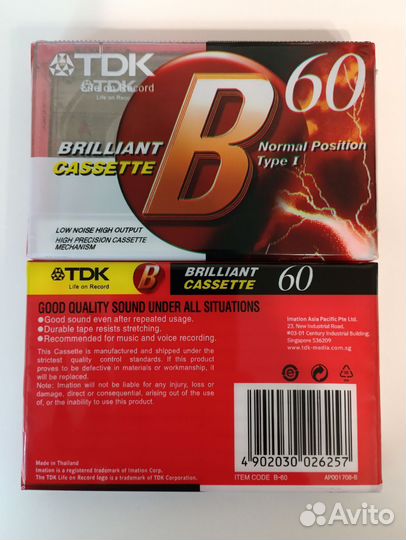 TDK
TDK
Life on Record
Life on Record
B
60
BRILLIANT
CASSETTE
Normal Position
Type I
LOW NOISE HIGH OUTPUT
HIGH PRECISION CASSETTE
MECHANISM
TDK
Life on Record
B
BRILLIANT
CASSETTE
60
GOOD QUALITY SOUND UNDER ALL SITUATIONS
●Good sound even after repeated usage.
●Durable tape resists stretching.
●Recommended for music and voice recording.
This Cassette is manufactured and shipped under the
strictest quality control standards. If this product
proves to be defective in materials or workmanship, it
will be replaced.
Note: Imation will not be liable for any injury, loss or
damage, direct or consequential, arising out of the use
of, or the inability to use this product.
Imation Asia Pacific Pte Ltd.
23, New Industrial Road,
#03-01 Century Industrial Building,
Singapore 536209
www.tdk-media.com.sg
4 902030 026257
ITEM CODE B-60
AP001706-B
Made in Thailand
Imation is a registered trademark of Imation Corp.
The TDK Life on Record logo is a trademark of TDK Corporation.
Avito